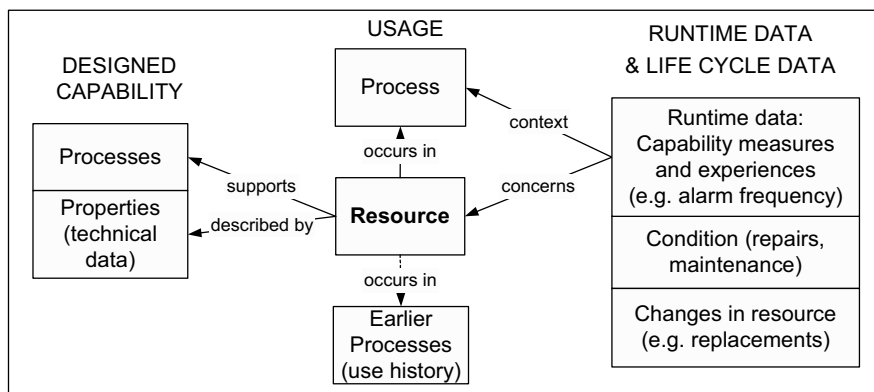 DESIGNED
CAPABILITY
Processes
Properties
(technical
data)
supports
described by
USAGE
Process
occurs in
Resource
occurs in
Earlier
Processes
(use history)
context
concerns
RUNTIME DATA
& LIFE CYCLE DATA
Runtime data:
Capability measures
and experiences
(e.g. alarm frequency)
Condition (repairs,
maintenance)
Changes in resource
(e.g. replacements)